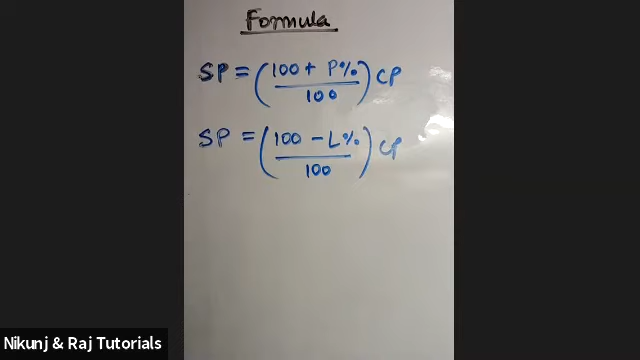 Formula
SP = (100 + P% / 100) CP
SP = (100 - L% / 100) CP
Nikunj & Raj Tutorials